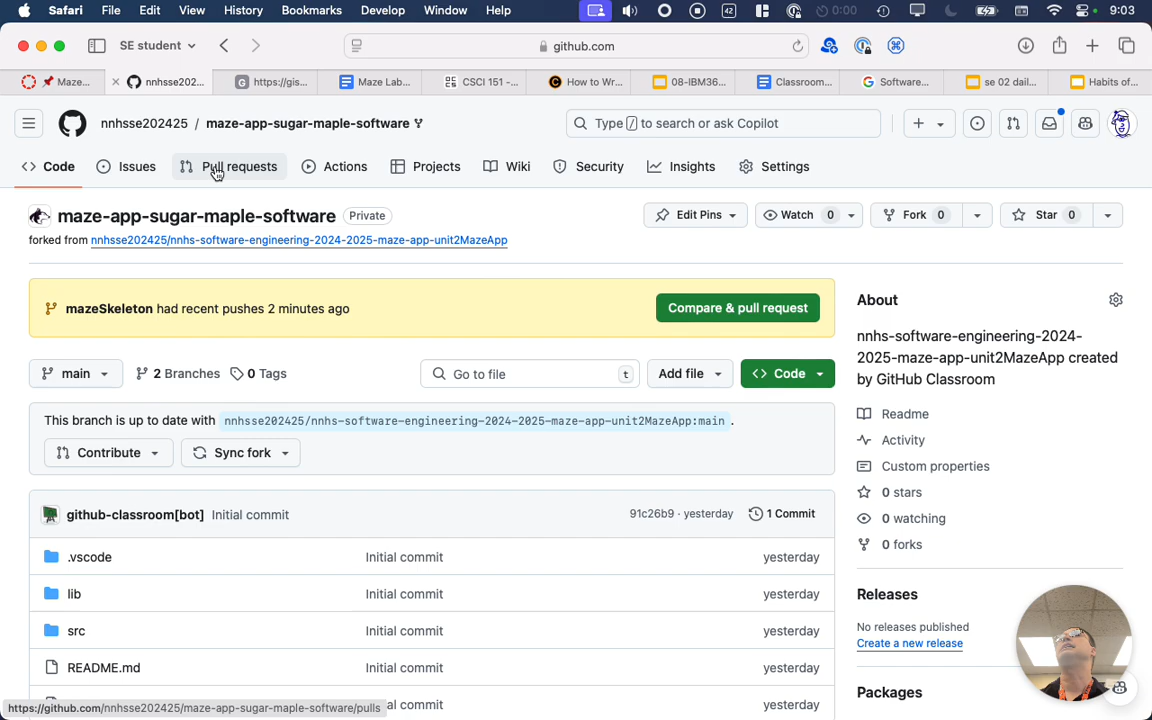 Safari File Edit View History Bookmarks Develop Window Help 42 0:00 9:03
SE student github.com
Maze... nnhsse202... https://gis... Maze Lab... CSCI 151 -... How to Wr... 08-IBM36... Classroom... Software... se 02 dail... Habits of...
nnhsse202425 / maze-app-sugar-maple-software Type / to search or ask Copilot
Code Issues Pull requests Actions Projects Wiki Security Insights Settings
maze-app-sugar-maple-software Private Edit Pins Watch 0 Fork 0 Star 0
forked from nnhsse202425/nnhs-software-engineering-2024-2025-maze-app-unit2MazeApp
mazeSkeleton had recent pushes 2 minutes ago Compare & pull request
main 2 Branches 0 Tags Go to file t Add file Code
This branch is up to date with nnhsse202425/nnhs-software-engineering-2024-2025-maze-app-unit2MazeApp:main .
Contribute Sync fork
github-classroom[bot] Initial commit 91c26b9 · yesterday 1 Commit
.vscode Initial commit yesterday
lib Initial commit yesterday
src Initial commit yesterday
README.md Initial commit yesterday
al commit yesterday
https://github.com/nnhsse202425/maze-app-sugar-maple-software/pulls
About
nnhs-software-engineering-2024-
2025-maze-app-unit2MazeApp created
by GitHub Classroom
Readme
Activity
Custom properties
0 stars
0 watching
0 forks
Releases
No releases published
Create a new release
Packages